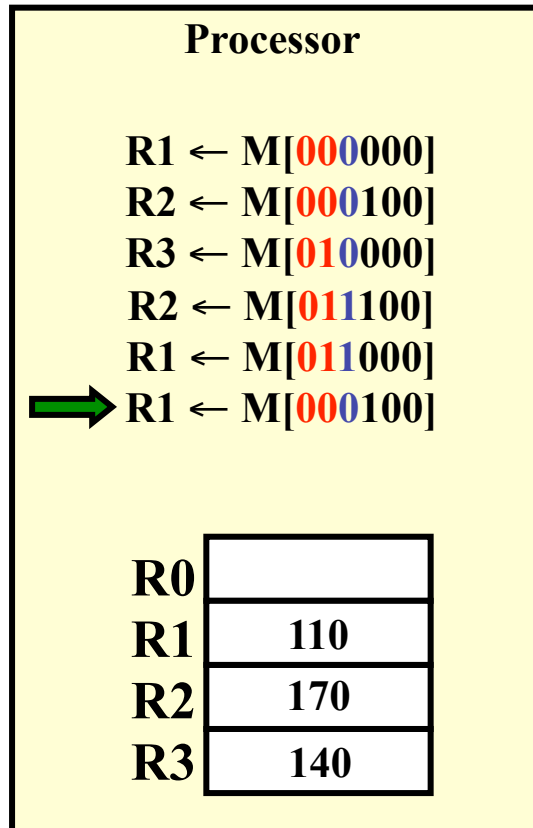 Processor
R1 ← M[000000]
R2 ← M[000100]
R3 ← M[010000]
R2 ← M[011100]
R1 ← M[011000]
R1 ← M[000100]
R0
R1 110
R2 170
R3 140